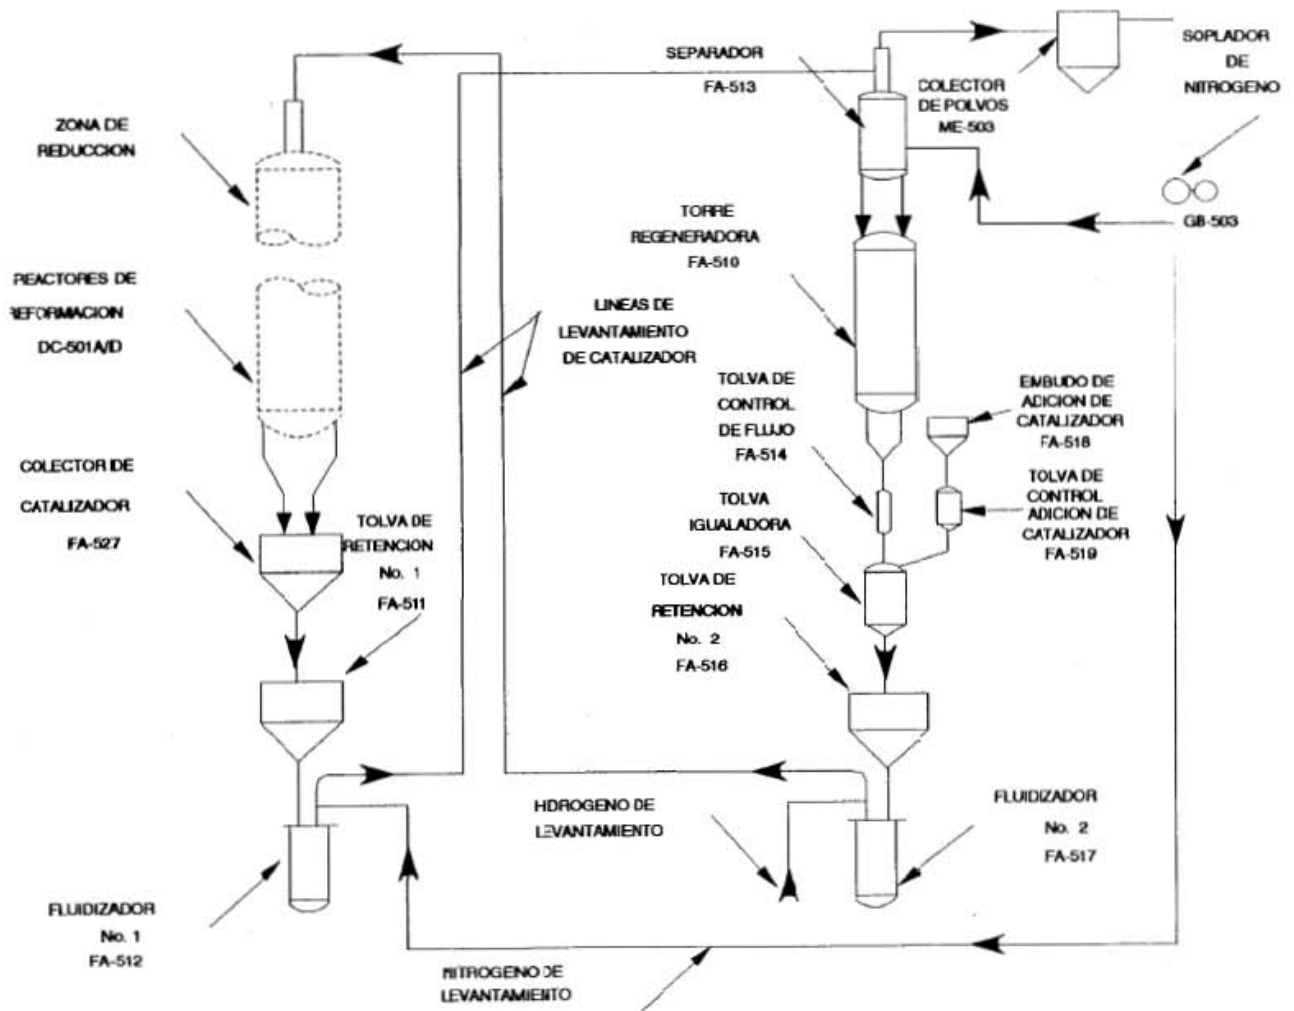 ZONA DE
REDUCCION
REACTORES DE
REFORMACION
DC-501A/D
COLECTOR DE
CATALIZADOR
FA-527
TOLVA DE
RETENCION
No. 1
FA-511
FLUIDIZADOR
No. 1
FA-512
SEPARADOR
FA-513
COLECTOR
DE POLVOS
ME-503
SOPLADOR
DE
NITROGENO
GB-503
TORRE
REGENERADORA
FA-510
LINEAS DE
LEVANTAMIENTO
DE CATALIZADOR
TOLVA DE
CONTROL
DE FLUJO
FA-514
EMBUDO DE
ADICION DE
CATALIZADOR
FA-518
TOLVA
IGUALADORA
FA-515
TOLVA DE
CONTROL
ADICION DE
CATALIZADOR
FA-519
TOLVA DE
RETENCION
No. 2
FA-516
HIDROGENO DE
LEVANTAMIENTO
FLUIDIZADOR
No. 2
FA-517
NITROGENO DE
LEVANTAMIENTO